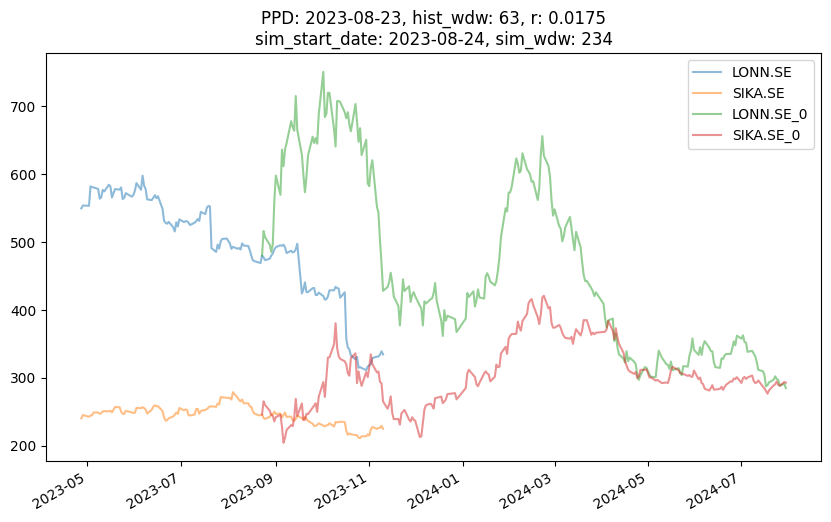 PPD: 2023-08-23, hist_wdw: 63, r: 0.0175
sim_start_date: 2023-08-24, sim_wdw: 234
LONN.SE
SIKA.SE
LONN.SE_0
SIKA.SE_0
700
600
500
400
300
200
2023-05
2023-07
2023-09
2023-11
2024-01
2024-03
2024-05
2024-07